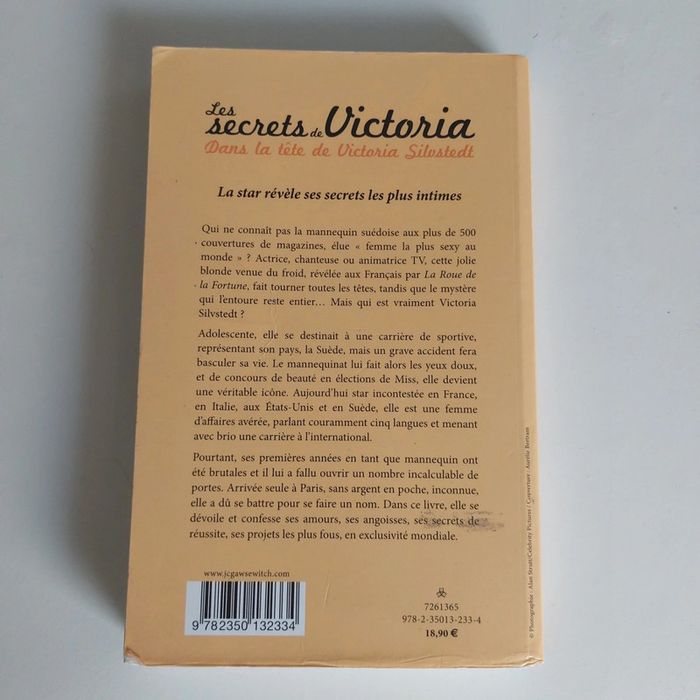 Les
secrets de Victoria
Dans la tête de Victoria Silvstedt
La star révèle ses secrets les plus intimes
Qui ne connaît pas la mannequin suédoise aux plus de 500
couvertures de magazines, élue « femme la plus sexy au
monde » ? Actrice, chanteuse ou animatrice TV, cette jolie
blonde venue du froid, révélée aux Français par La Roue de
la Fortune, fait tourner toutes les têtes, tandis que le mystère
qui l'entoure reste entier… Mais qui est vraiment Victoria
Silvstedt ?
Adolescente, elle se destinait à une carrière de sportive,
représentant son pays, la Suède, mais un grave accident fera
basculer sa vie. Le mannequinat lui fait alors les yeux doux,
et de concours de beauté en élections de Miss, elle devient
une véritable icône. Aujourd'hui star incontestée en France,
en Italie, aux États-Unis et en Suède, elle est une femme
d'affaires avérée, parlant couramment cinq langues et menant
avec brio une carrière à l'international.
Pourtant, ses premières années en tant que mannequin ont
été brutales et il lui a fallu ouvrir un nombre incalculable de
portes. Arrivée seule à Paris, sans argent en poche, inconnue,
elle a dû se battre pour se faire un nom. Dans ce livre, elle se
dévoile et confesse ses amours, ses angoisses, ses secrets de
réussite, ses projets les plus fous, en exclusivité mondiale.
www.jcgawsewitch.com
9 782350 132334
7261365
978-2-35013-233-4
18,90 €
© Photographie : Alan Strutt/Celebrity Pictures / Couverture : Aurélie Bertram